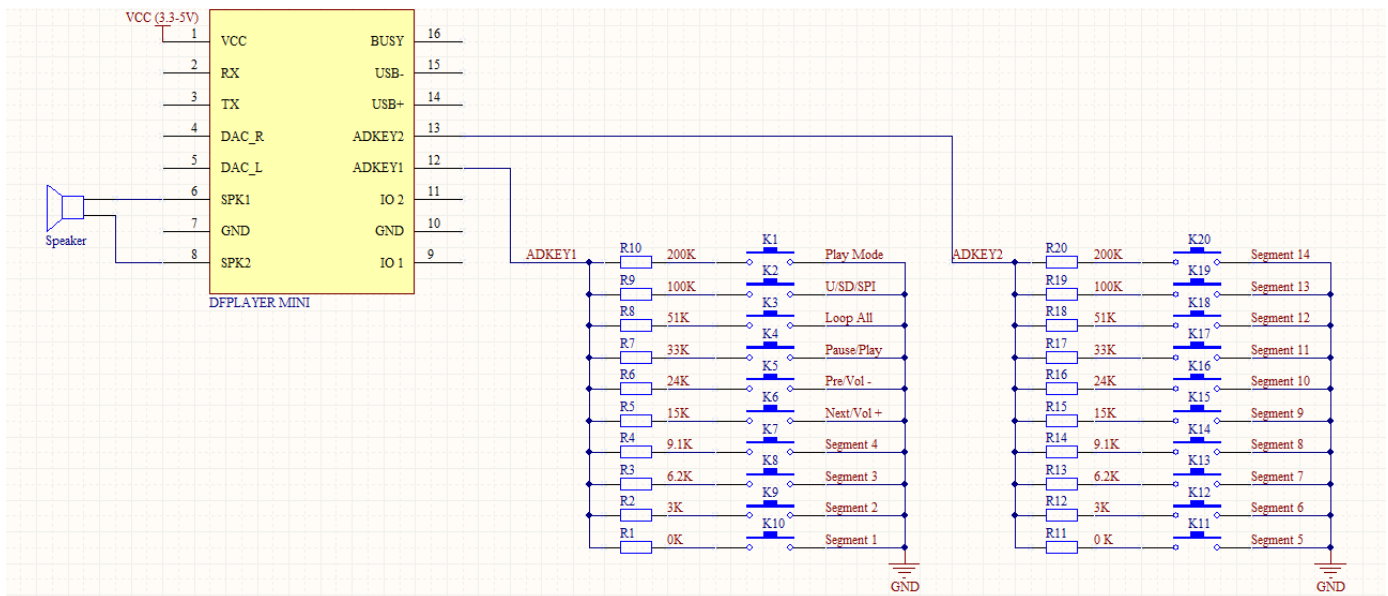 VCC (3.3-5V)
1 VCC BUSY 16
2 RX USB- 15
3 TX USB+ 14
4 DAC_R ADKEY2 13
5 DAC_L ADKEY1 12
6 SPK1 IO 2 11
7 GND GND 10
8 SPK2 IO 1 9
Speaker
DFPLAYER MINI
ADKEY1 R10 200K K1 Play Mode
R9 100K K2 U/SD/SPI
R8 51K K3 Loop All
R7 33K K4 Pause/Play
R6 24K K5 Pre/Vol -
R5 15K K6 Next/Vol +
R4 9.1K K7 Segment 4
R3 6.2K K8 Segment 3
R2 3K K9 Segment 2
R1 0K K10 Segment 1
GND
ADKEY2 R20 200K K20 Segment 14
R19 100K K19 Segment 13
R18 51K K18 Segment 12
R17 33K K17 Segment 11
R16 24K K16 Segment 10
R15 15K K15 Segment 9
R14 9.1K K14 Segment 8
R13 6.2K K13 Segment 7
R12 3K K12 Segment 6
R11 0 K K11 Segment 5
GND